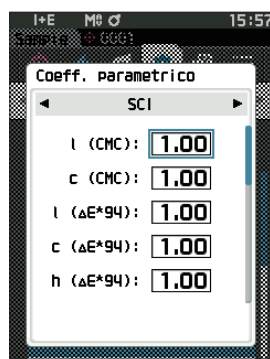 I+E M0 ♂ 15:57
Sample 0001
Coeff. parametrico
◄ SCI ►
l (CMC): 1.00
c (CMC): 1.00
l (ΔE*94): 1.00
c (ΔE*94): 1.00
h (ΔE*94): 1.00